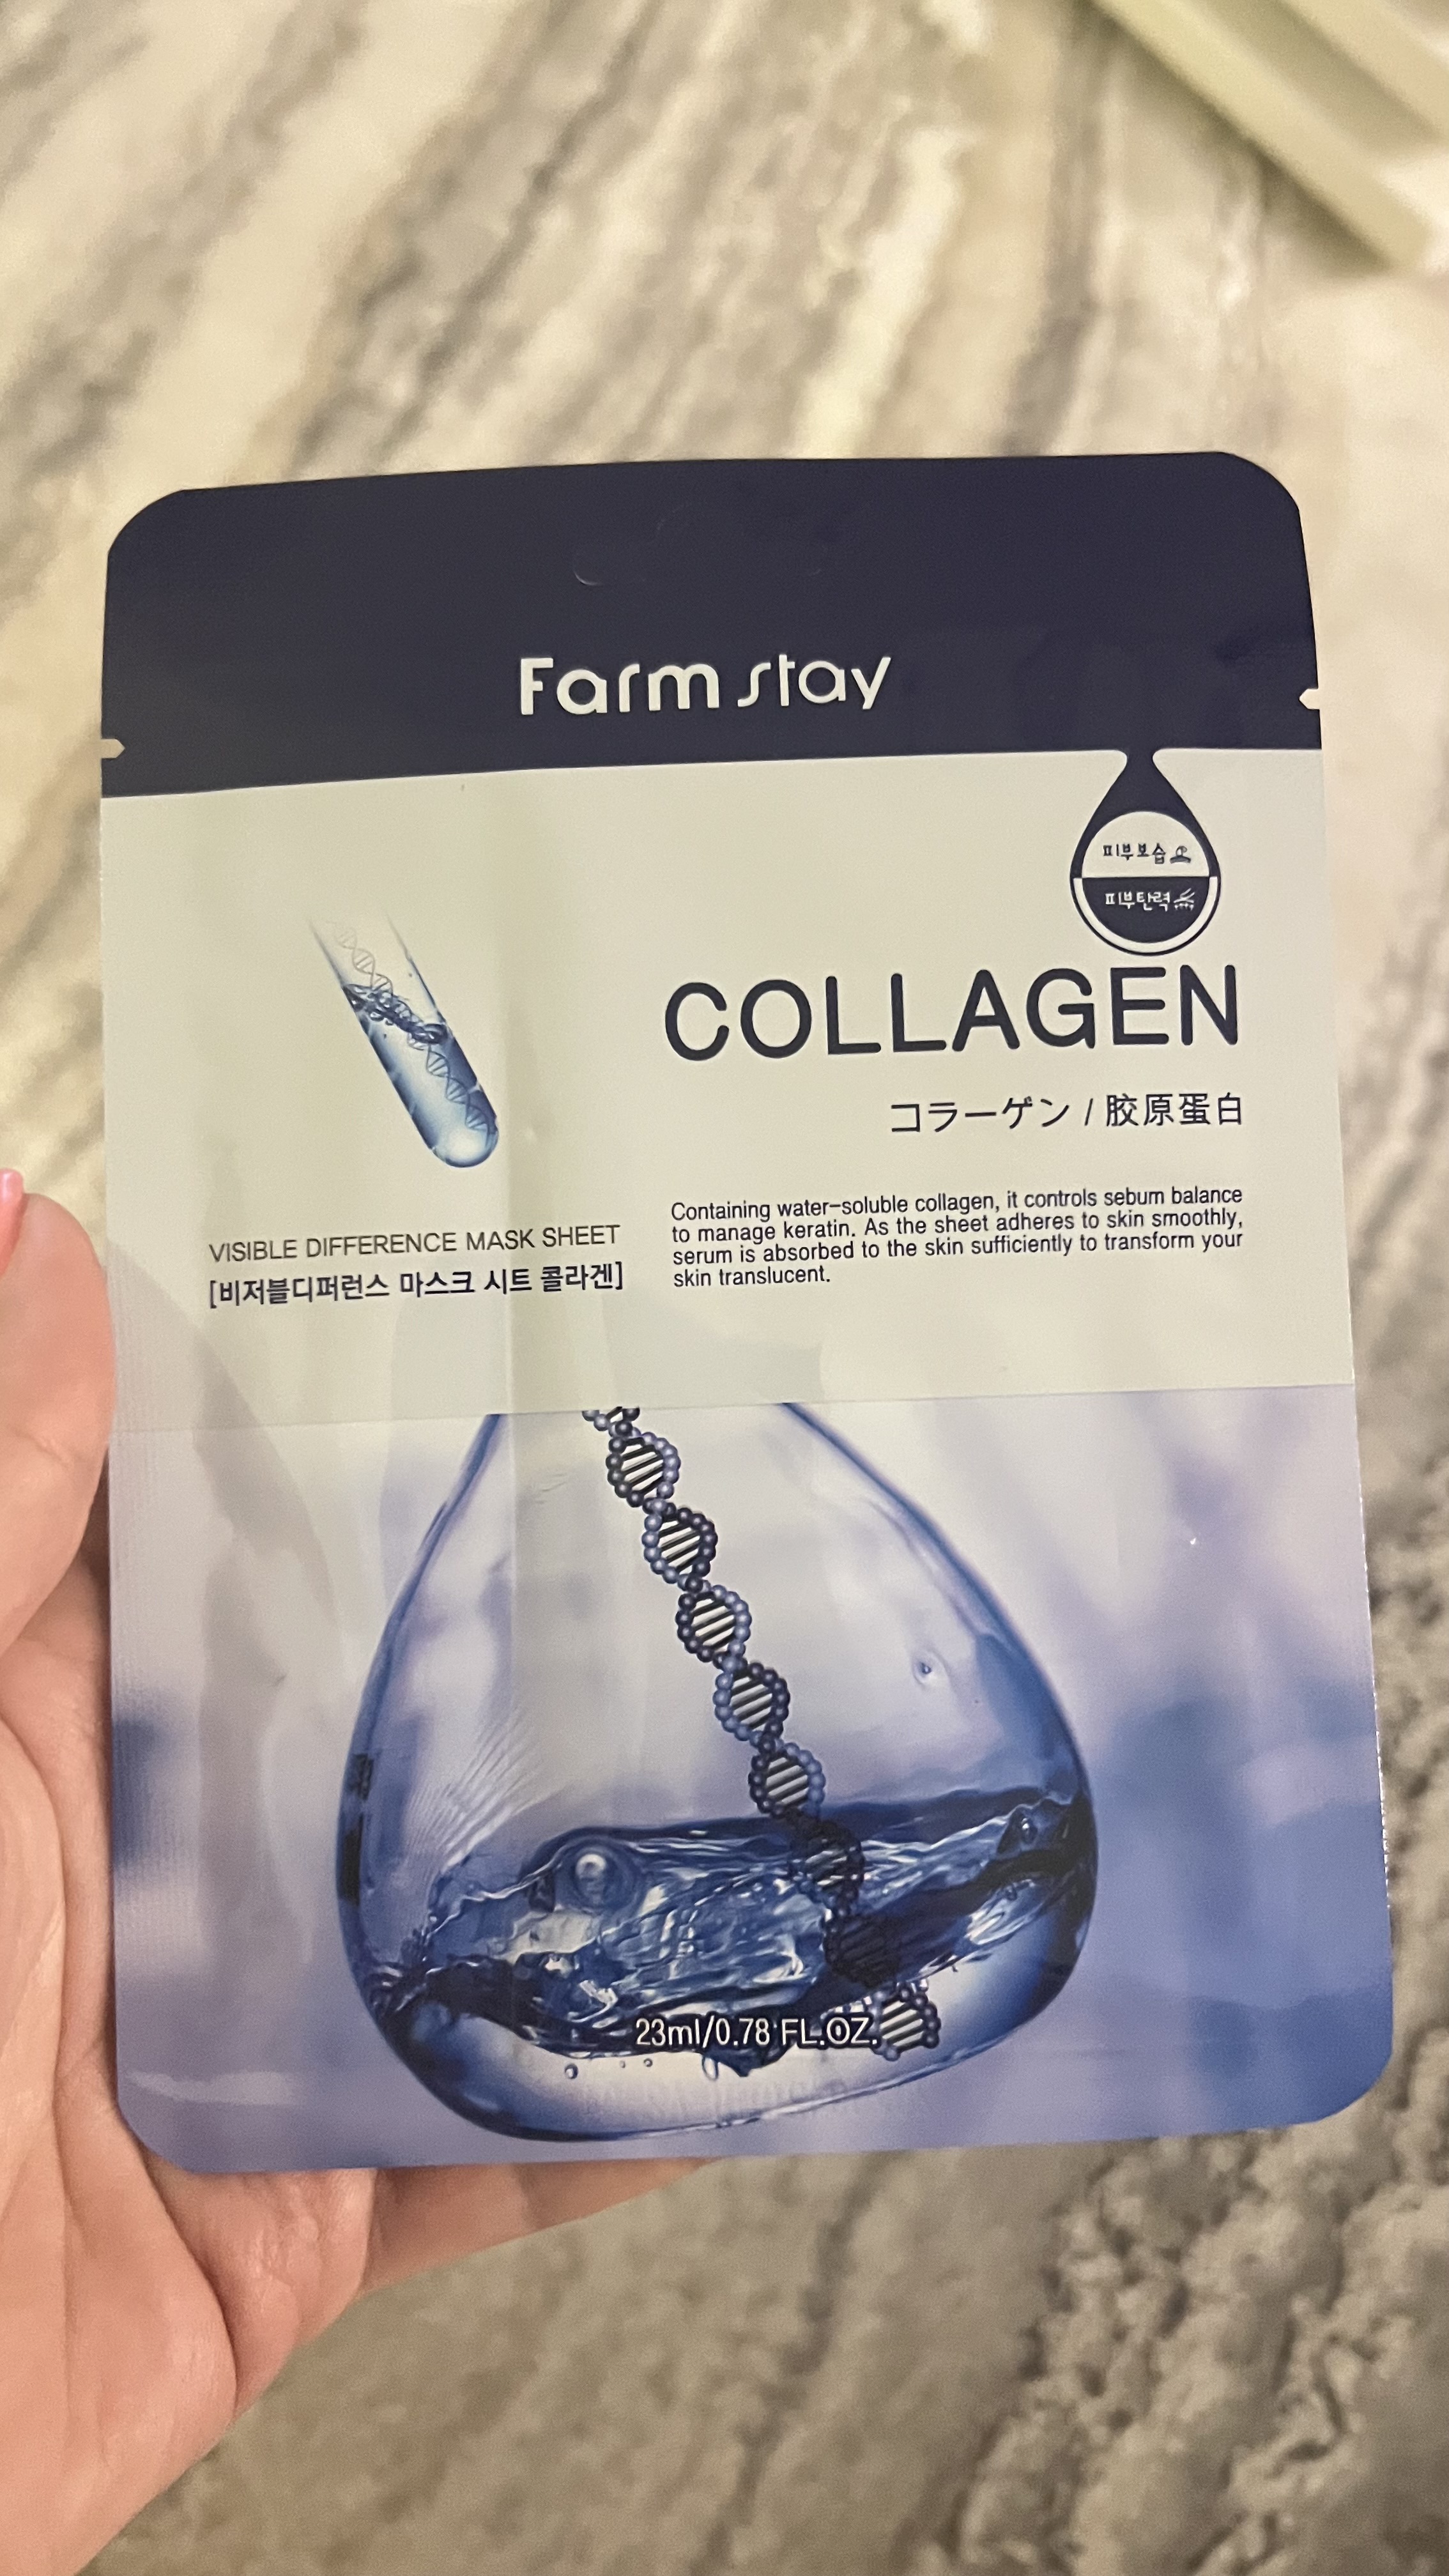 Farm stay
피부보습
피부탄력
COLLAGEN
コラーゲン / 胶原蛋白
VISIBLE DIFFERENCE MASK SHEET
[비저블디퍼런스 마스크 시트 콜라겐]
Containing water-soluble collagen, it controls sebum balance
to manage keratin. As the sheet adheres to skin smoothly,
serum is absorbed to the skin sufficiently to transform your
skin translucent.
23ml/0.78 FL.OZ.